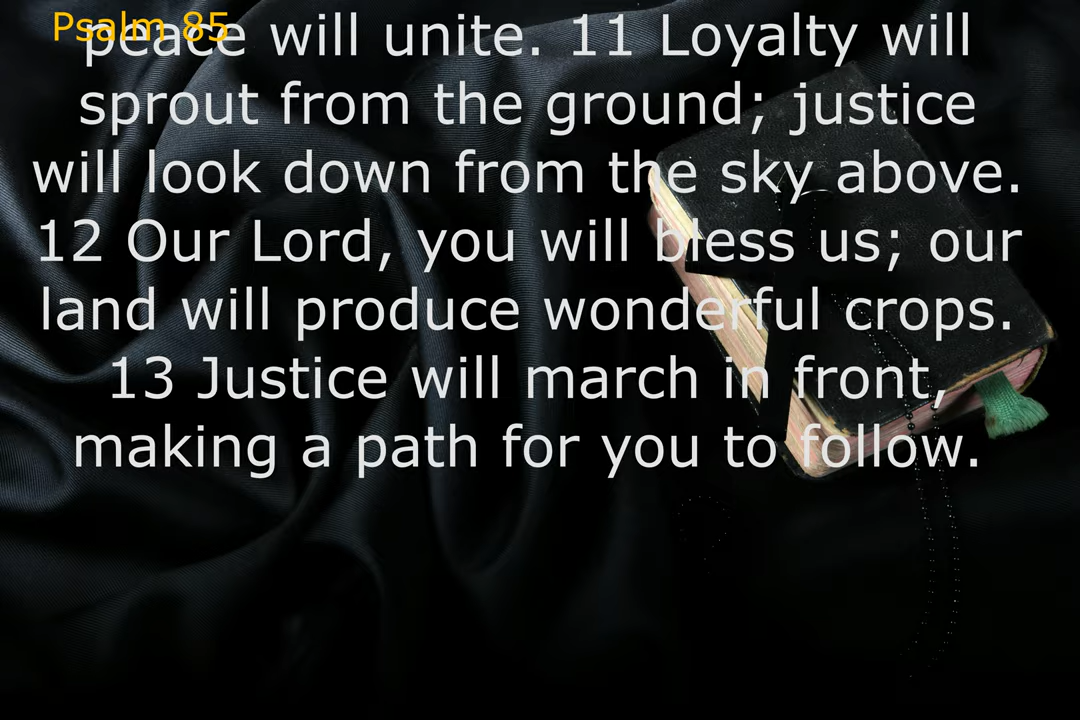 Psalm 85
peace will unite. 11 Loyalty will
sprout from the ground; justice
will look down from the sky above.
12 Our Lord, you will bless us; our
land will produce wonderful crops.
13 Justice will march in front,
making a path for you to follow.